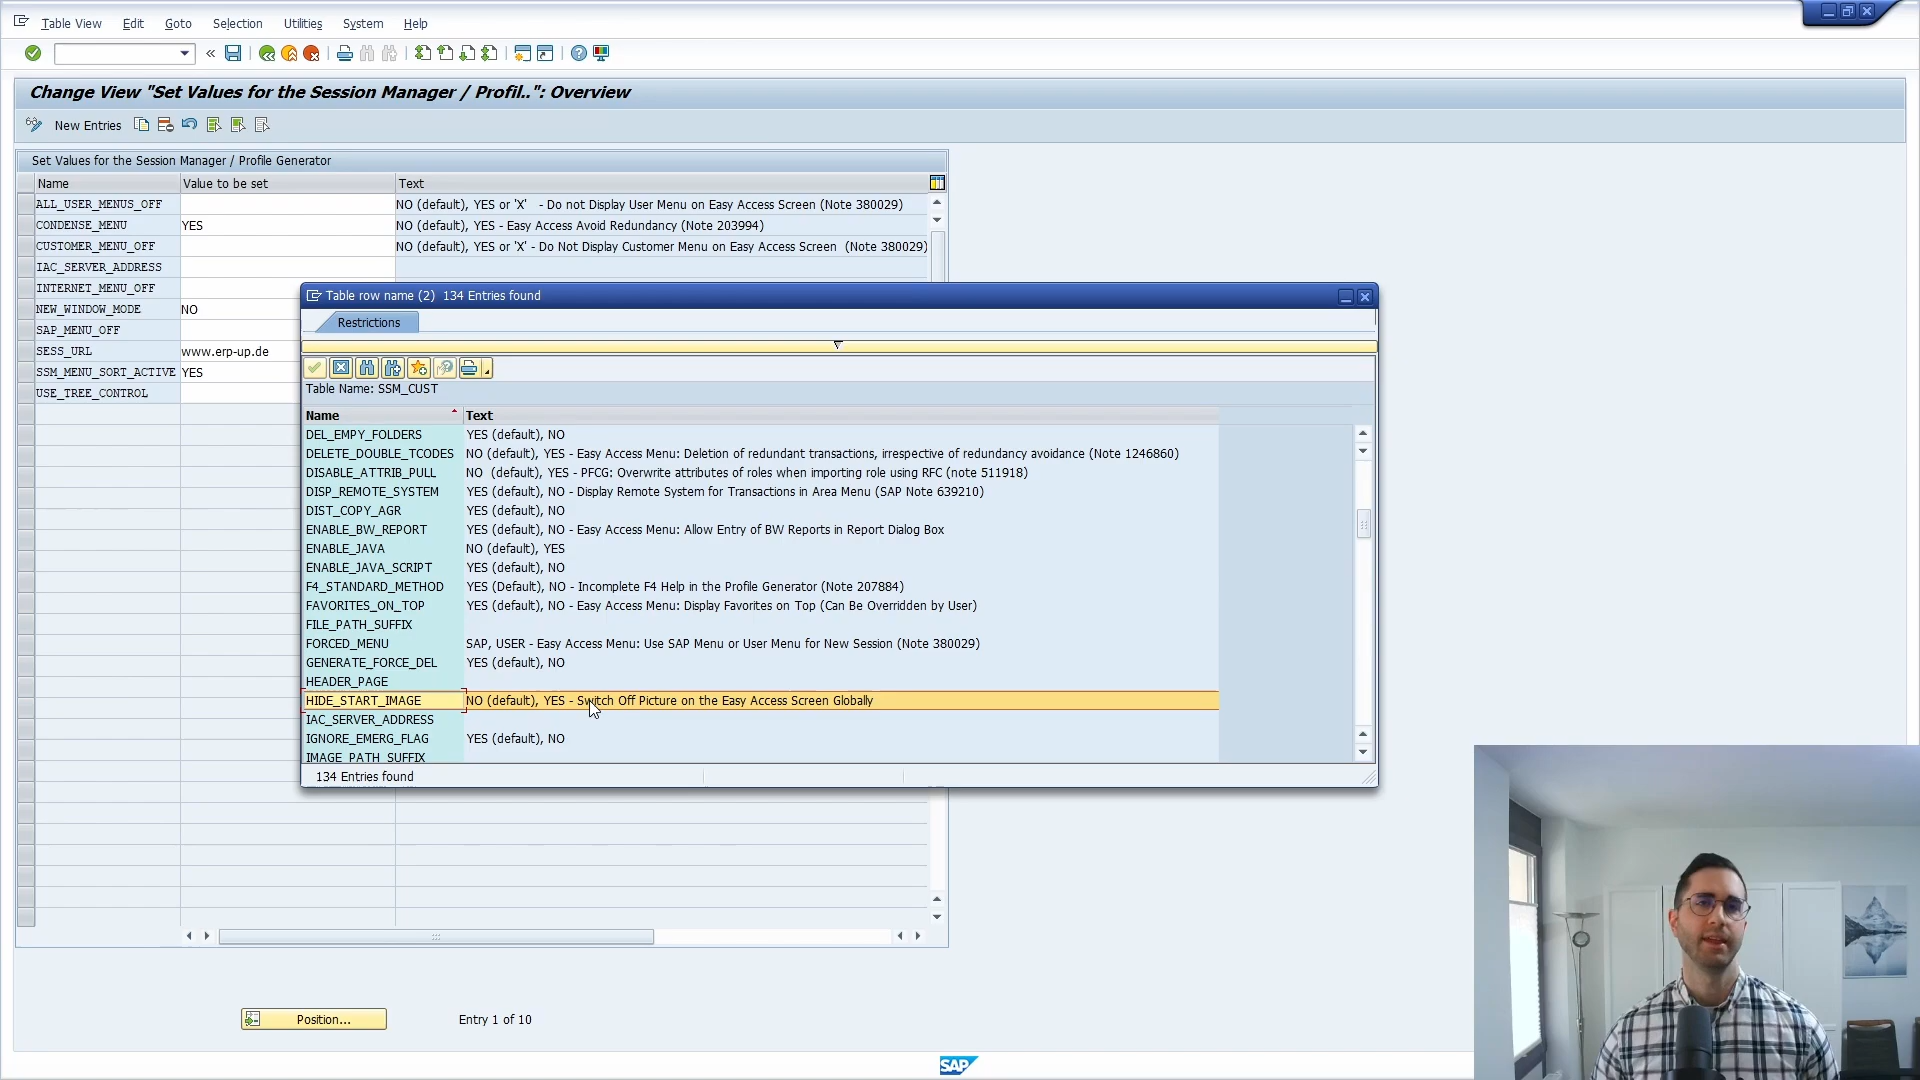 Table View Edit Goto Selection Utilities System Help
Change View "Set Values for the Session Manager / Profil..": Overview
New Entries
Set Values for the Session Manager / Profile Generator
Name Value to be set Text
ALL_USER_MENUS_OFF NO (default), YES or 'X' - Do not Display User Menu on Easy Access Screen (Note 380029)
CONDENSE_MENU YES NO (default), YES - Easy Access Avoid Redundancy (Note 203994)
CUSTOMER_MENU_OFF NO (default), YES or 'X' - Do Not Display Customer Menu on Easy Access Screen (Note 380029)
IAC_SERVER_ADDRESS
INTERNET_MENU_OFF
NEW_WINDOW_MODE NO
SAP_MENU_OFF
SESS_URL www.erp-up.de
SSM_MENU_SORT_ACTIVE YES
USE_TREE_CONTROL
Table row name (2) 134 Entries found
Restrictions
Table Name: SSM_CUST
Name Text
DEL_EMPY_FOLDERS YES (default), NO
DELETE_DOUBLE_TCODES NO (default), YES - Easy Access Menu: Deletion of redundant transactions, irrespective of redundancy avoidance (Note 1246860)
DISABLE_ATTRIB_PULL NO (default), YES - PFCG: Overwrite attributes of roles when importing role using RFC (note 511918)
DISP_REMOTE_SYSTEM YES (default), NO - Display Remote System for Transactions in Area Menu (SAP Note 639210)
DIST_COPY_AGR YES (default), NO
ENABLE_BW_REPORT YES (default), NO - Easy Access Menu: Allow Entry of BW Reports in Report Dialog Box
ENABLE_JAVA NO (default), YES
ENABLE_JAVA_SCRIPT YES (default), NO
F4_STANDARD_METHOD YES (Default), NO - Incomplete F4 Help in the Profile Generator (Note 207884)
FAVORITES_ON_TOP YES (default), NO - Easy Access Menu: Display Favorites on Top (Can Be Overridden by User)
FILE_PATH_SUFFIX
FORCED_MENU SAP, USER - Easy Access Menu: Use SAP Menu or User Menu for New Session (Note 380029)
GENERATE_FORCE_DEL YES (default), NO
HEADER_PAGE
HIDE_START_IMAGE NO (default), YES - Switch Off Picture on the Easy Access Screen Globally
IAC_SERVER_ADDRESS
IGNORE_EMERG_FLAG YES (default), NO
IMAGE_PATH_SUFFIX
134 Entries found
Position... Entry 1 of 10
SAP